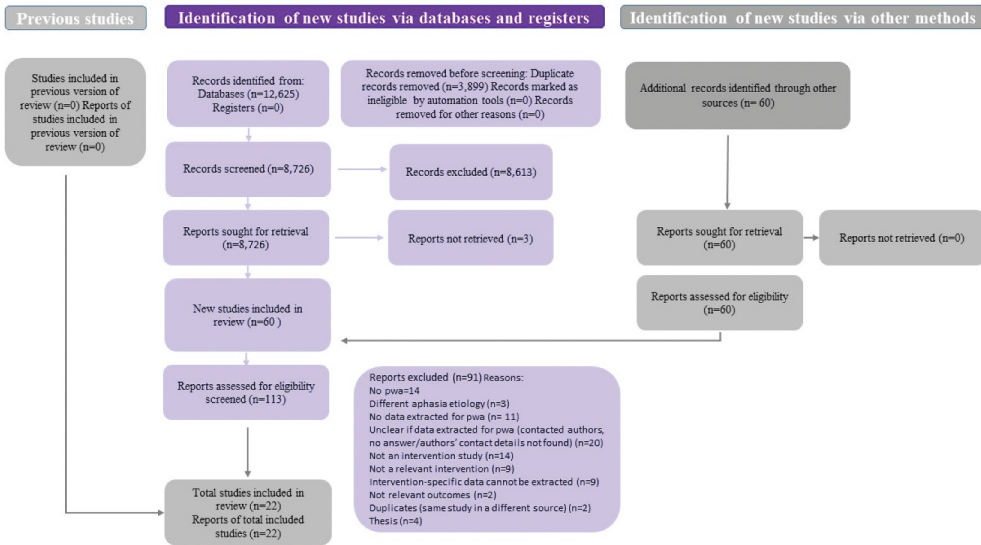 Previous studies
Identification of new studies via databases and registers
Identification of new studies via other methods
Studies included in
previous version of
review (n=0) Reports of
studies included in
previous version of
review (n=0)
Records identified from:
Databases (n=12,625)
Registers (n=0)
Records removed before screening: Duplicate
records removed (n=3,899) Records marked as
ineligible by automation tools (n=0) Records
removed for other reasons (n=0)
Additional records identified through other
sources (n= 60)
Records screened (n=8,726)
Records excluded (n=8,613)
Reports sought for retrieval
(n=8,726)
Reports not retrieved (n=3)
Reports sought for retrieval
(n=60)
Reports not retrieved (n=0)
New studies included in
review (n=60 )
Reports assessed for eligibility
(n=60)
Reports assessed for eligibility
screened (n=113)
Reports excluded (n=91) Reasons:
No pwa=14
Different aphasia etiology (n=3)
No data extracted for pwa (n= 11)
Unclear if data extracted for pwa (contacted authors,
no answer/authors' contact details not found) (n=20)
Not an intervention study (n=14)
Not a relevant intervention (n=9)
Intervention-specific data cannot be extracted (n=9)
Not relevant outcomes (n=2)
Duplicates (same study in a different source) (n=2)
Thesis (n=4)
Total studies included in
review (n=22)
Reports of total included
studies (n=22)